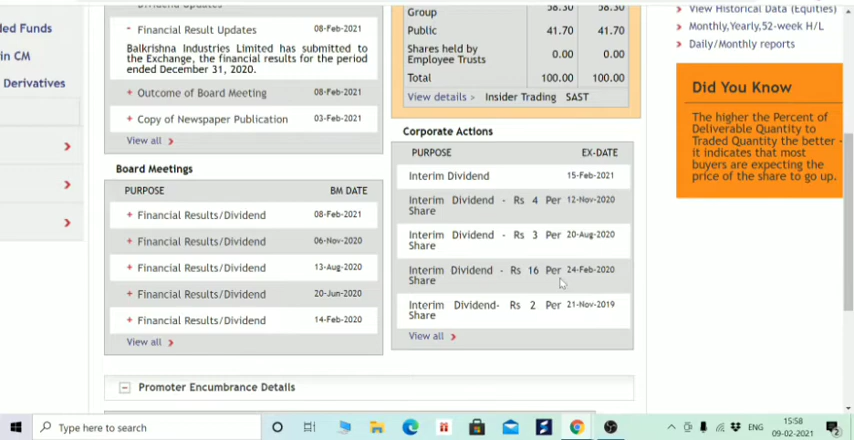 ed Funds
in CM
Derivatives
Dividend Updates
- Financial Result Updates 08-Feb-2021
Balkrishna Industries Limited has submitted to
the Exchange, the financial results for the period
ended December 31, 2020.
+ Outcome of Board Meeting 08-Feb-2021
+ Copy of Newspaper Publication 03-Feb-2021
View all >
Board Meetings
PURPOSE BM DATE
+ Financial Results/Dividend 08-Feb-2021
+ Financial Results/Dividend 06-Nov-2020
+ Financial Results/Dividend 13-Aug-2020
+ Financial Results/Dividend 20-Jun-2020
+ Financial Results/Dividend 14-Feb-2020
View all >
Group 58.30 58.30
Public 41.70 41.70
Shares held by
Employee Trusts 0.00 0.00
Total 100.00 100.00
View details > Insider Trading SAST
Corporate Actions
PURPOSE EX-DATE
Interim Dividend 15-Feb-2021
Interim Dividend - Rs 4 Per 12-Nov-2020
Share
Interim Dividend - Rs 3 Per 20-Aug-2020
Share
Interim Dividend - Rs 16 Per 24-Feb-2020
Share
Interim Dividend- Rs 2 Per 21-Nov-2019
Share
View all >
> View Historical Data (Equities)
> Monthly,Yearly,52-week H/L
> Daily/Monthly reports
Did You Know
The higher the Percent of
Deliverable Quantity to
Traded Quantity the better -
it indicates that most
buyers are expecting the
price of the share to go up.
Promoter Encumbrance Details
Type here to search
ENG
15:58
09-02-2021
2